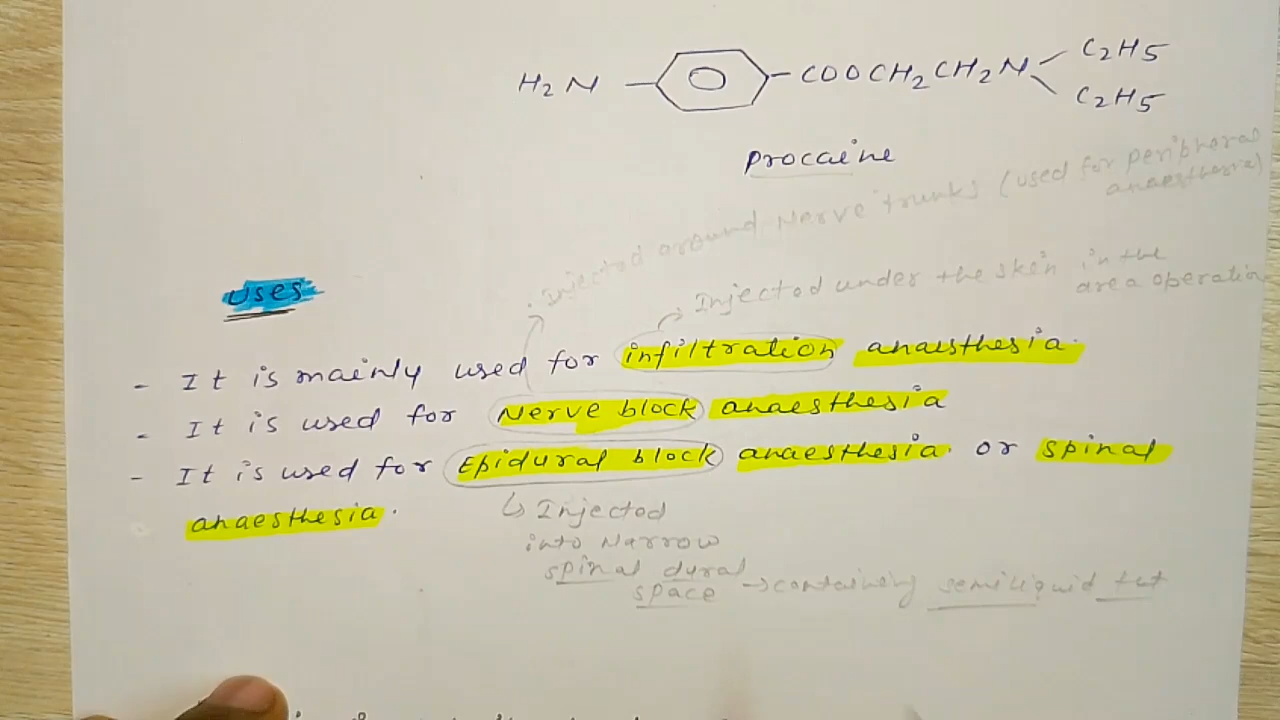 H2N - COOCH2CH2N C2H5
C2H5
Procaine
Injected around Nerve trunks (used for peripheral
anaesthesia)
Uses
Injected under the skin in the
area operation
- It is mainly used for infiltration anaesthesia.
- It is used for Nerve block anaesthesia
- It is used for Epidural block anaesthesia. or spinal
anaesthesia.
↳ Injected
into Narrow
spinal dural
space → containing semiliquid fat